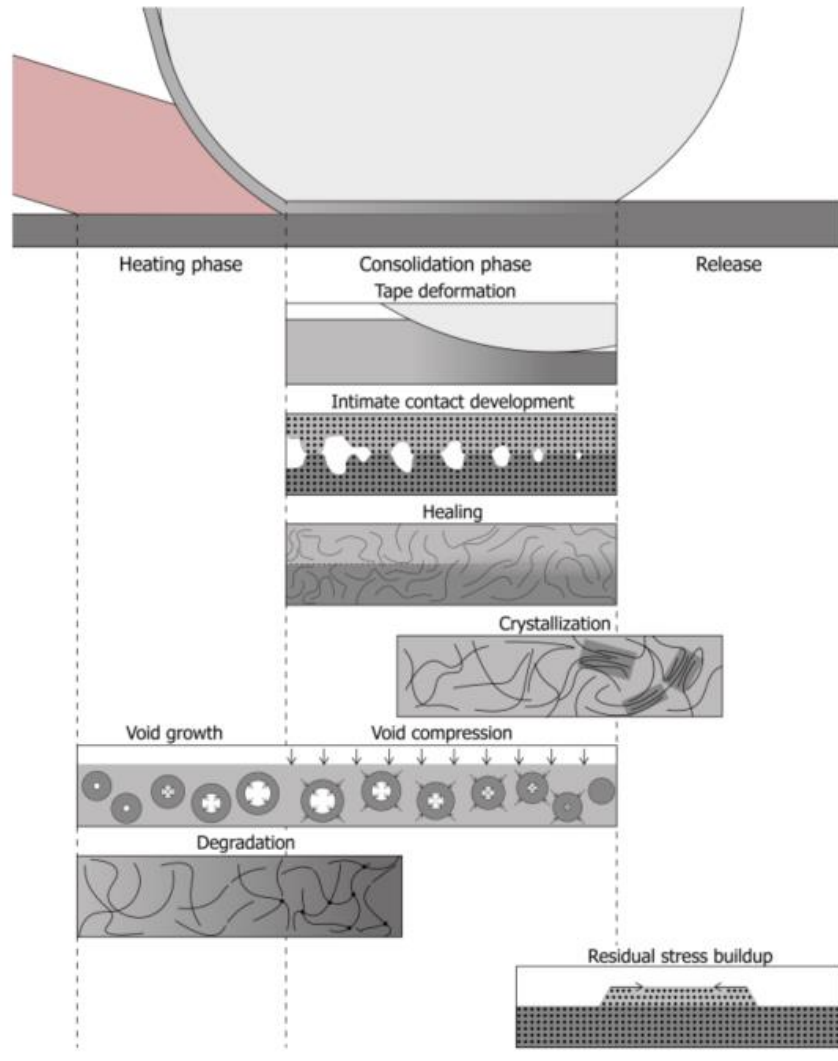 Heating phase
Consolidation phase
Release
Tape deformation
Intimate contact development
Healing
Crystallization
Void growth
Void compression
Degradation
Residual stress buildup